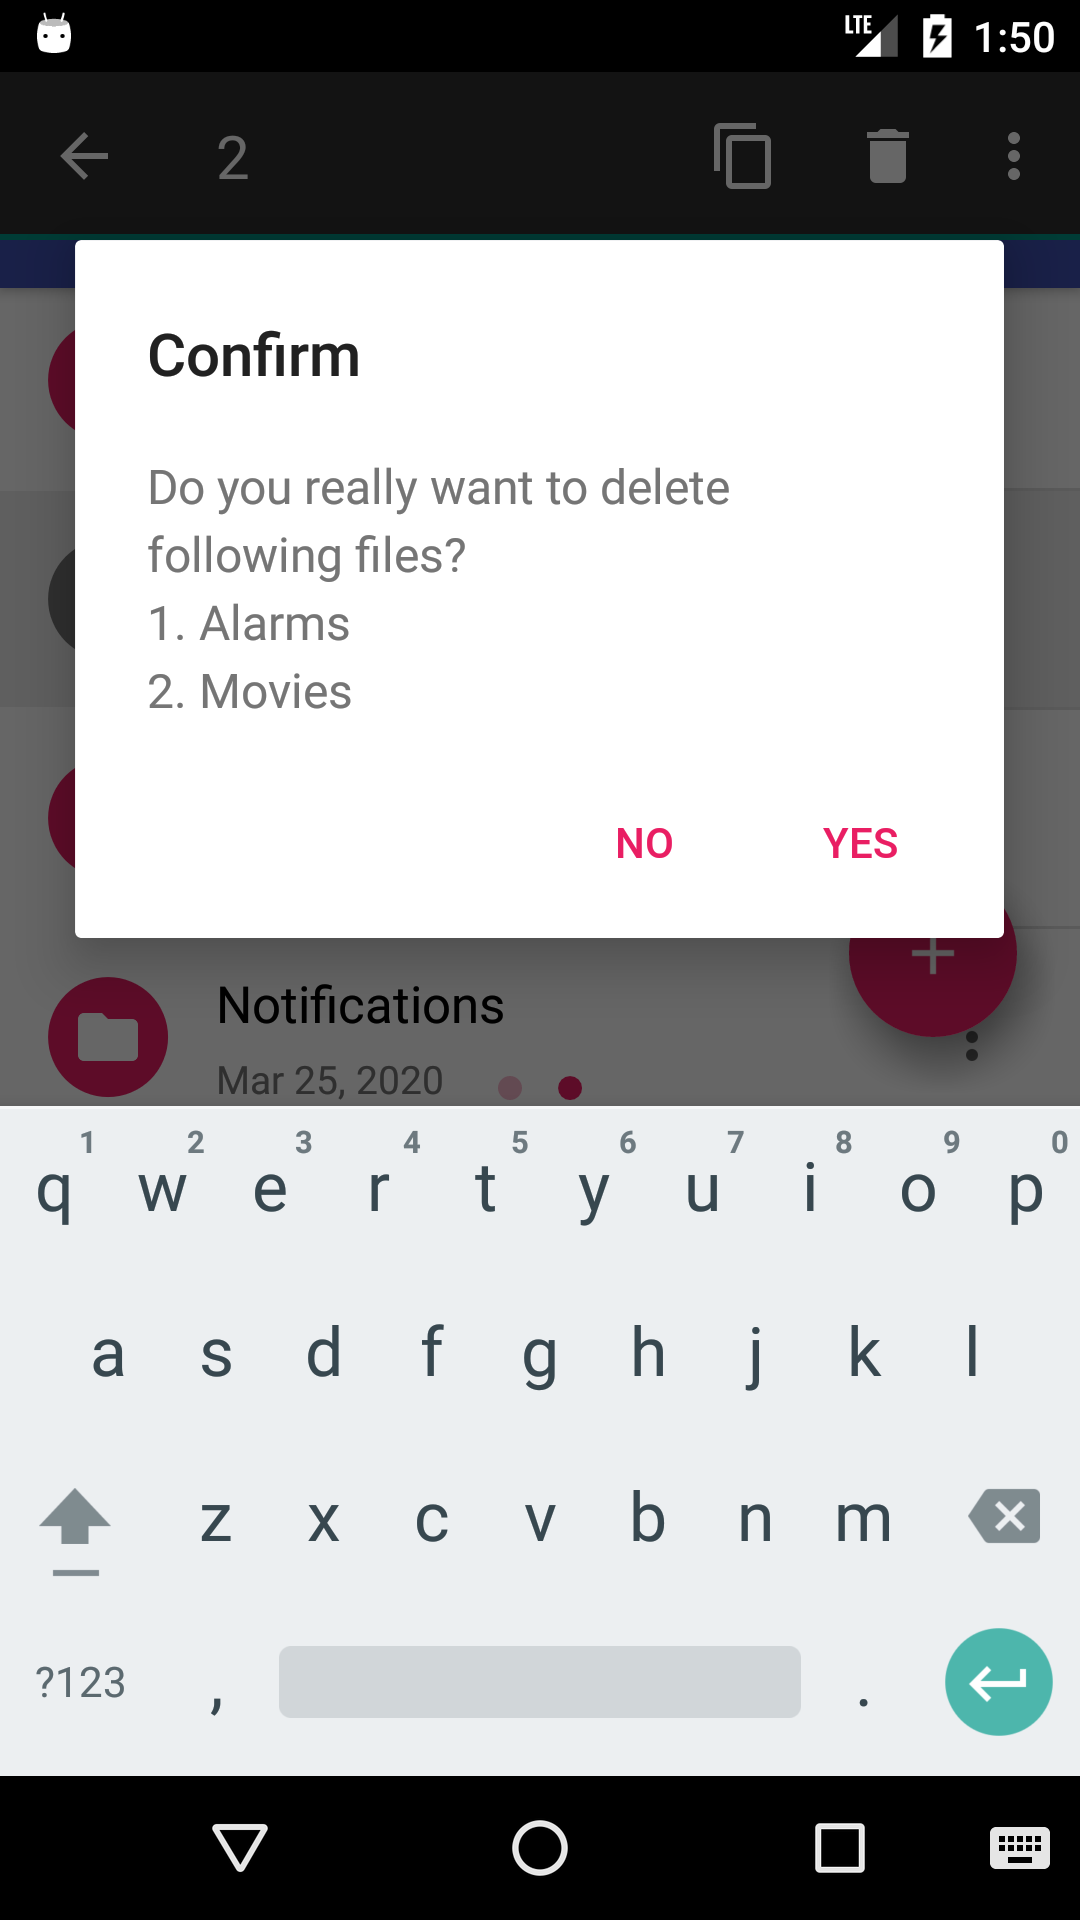 LTE 1:50
2
Confirm
Do you really want to delete
following files?
1. Alarms
2. Movies
NO YES
Notifications
Mar 25, 2020
1 2 3 4 5 6 7 8 9 0
q w e r t y u i o p
a s d f g h j k l
z x c v b n m
?123 , .